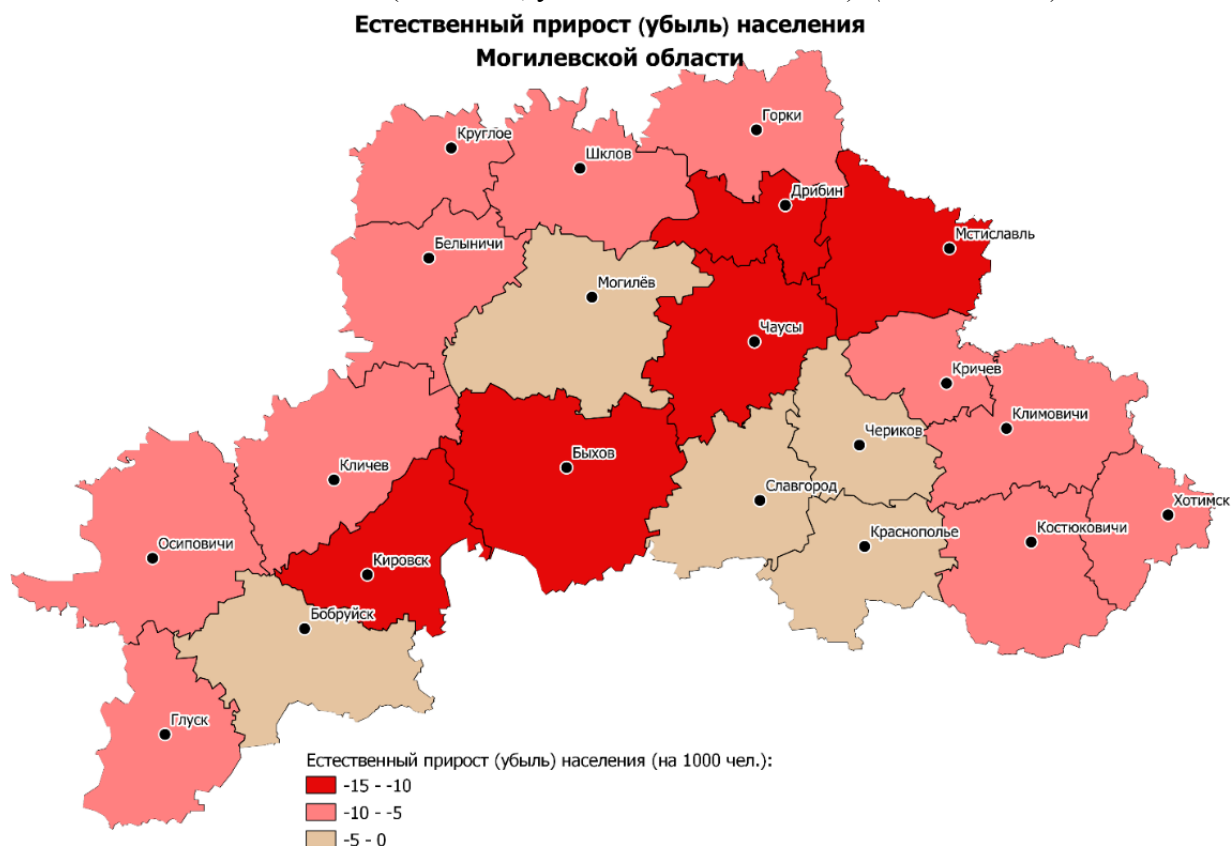 Естественный прирост (убыль) населения
Могилевской области
Горки
Круглое
Шклов
Дрибин
Мстиславль
Белыничи
Могилёв
Чаусы
Кричев
Климовичи
Чериков
Быхов
Кличев
Славгород
Хотимск
Костюковичи
Краснополье
Осиповичи
Кировск
Бобруйск
Глуск
Естественный прирост (убыль) населения (на 1000 чел.):
-15 - -10
-10 - -5
-5 - 0